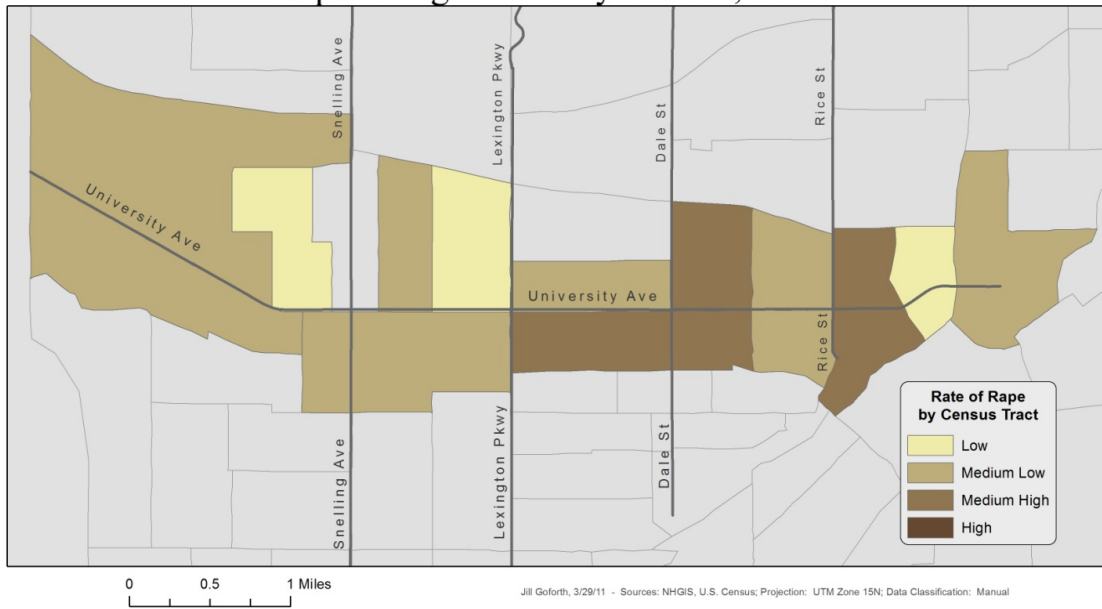 Snelling Ave
Lexington Pkwy
Dale St
Rice St
University Ave
University Ave
Rice St
Snelling Ave
Lexington Pkwy
Dale St
Rate of Rape
by Census Tract
Low
Medium Low
Medium High
High
0 0.5 1 Miles
Jill Goforth, 3/29/11 - Sources: NHGIS, U.S. Census; Projection: UTM Zone 15N; Data Classification: Manual